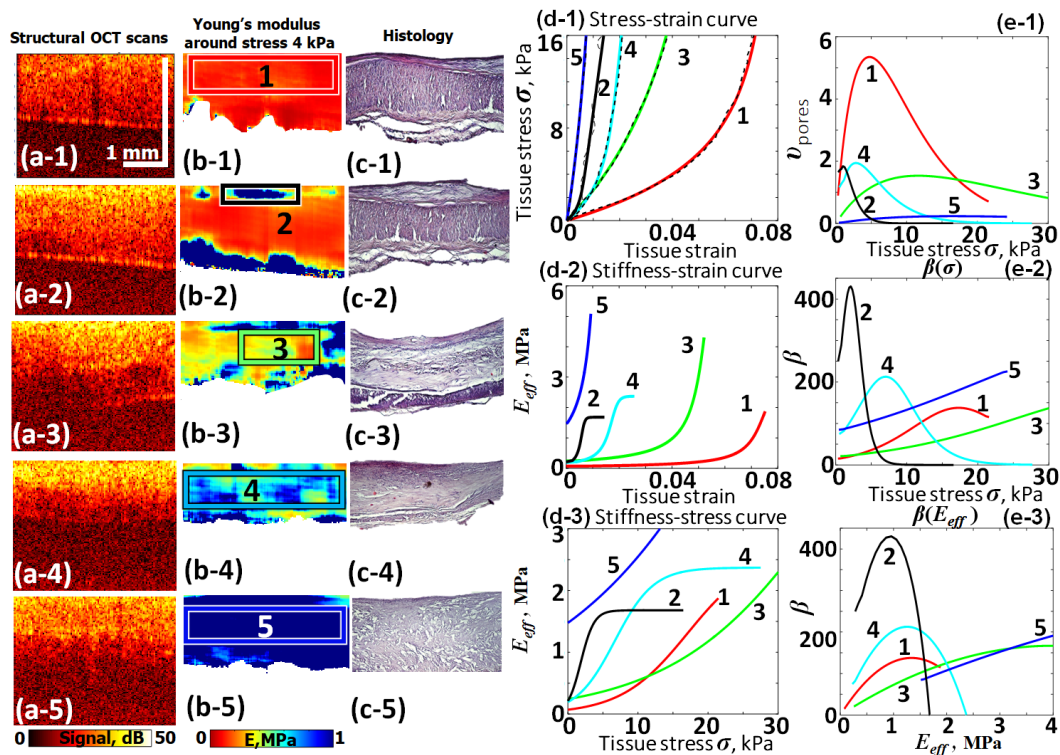 Structural OCT scans
Young's modulus
around stress 4 kPa
Histology
(a-1)
1 mm
1
(b-1)
(c-1)
(a-2)
2
(b-2)
(c-2)
(a-3)
3
(b-3)
(c-3)
(a-4)
4
(b-4)
(c-4)
(a-5)
5
(b-5)
(c-5)
0 Signal, dB 50
0 E,MPa 1
(d-1) Stress-strain curve
Tissue stress σ, kPa
16
8
0
5
2
4
3
1
0 0.04 0.08
Tissue strain
(d-2) Stiffness-strain curve
E_eff, MPa
6
3
0
5
2
4
3
1
0 0.04 0.08
Tissue strain
(d-3) Stiffness-stress curve
E_eff, MPa
3
2
1
0
5
4
2
1
3
0 10 20 30
Tissue stress σ, kPa
(e-1)
υ_pores
6
4
2
0
1
4
2
3
5
0 10 20 30
Tissue stress σ, kPa
β(σ)
(e-2)
β
400
200
0
2
4
5
1
3
0 10 20 30
Tissue stress σ, kPa
β(E_eff)
(e-3)
β
400
200
0
2
4
1
3
5
0 1 2 3 4
E_eff, MPa